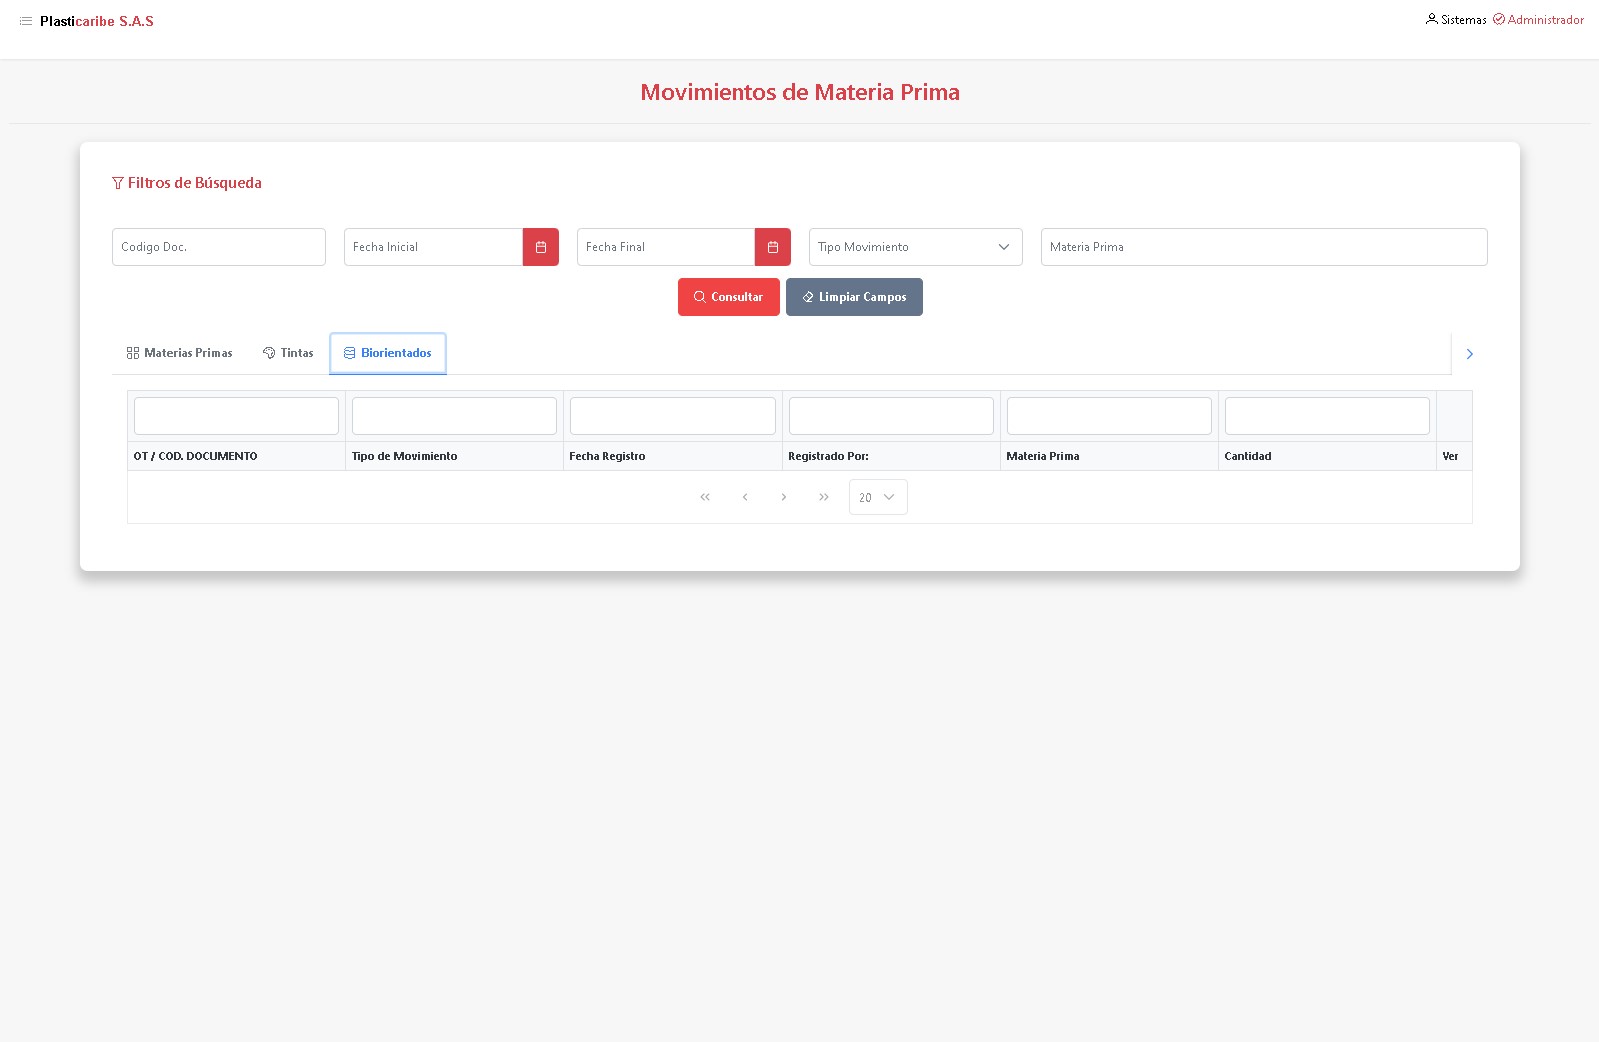 Plasticaribe S.A.S
Sistemas Administrador
Movimientos de Materia Prima
Filtros de Búsqueda
Codigo Doc. Fecha Inicial Fecha Final Tipo Movimiento Materia Prima
Consultar Limpiar Campos
Materias Primas Tintas Biorientados
OT / COD. DOCUMENTO Tipo de Movimiento Fecha Registro Registrado Por: Materia Prima Cantidad Ver
20